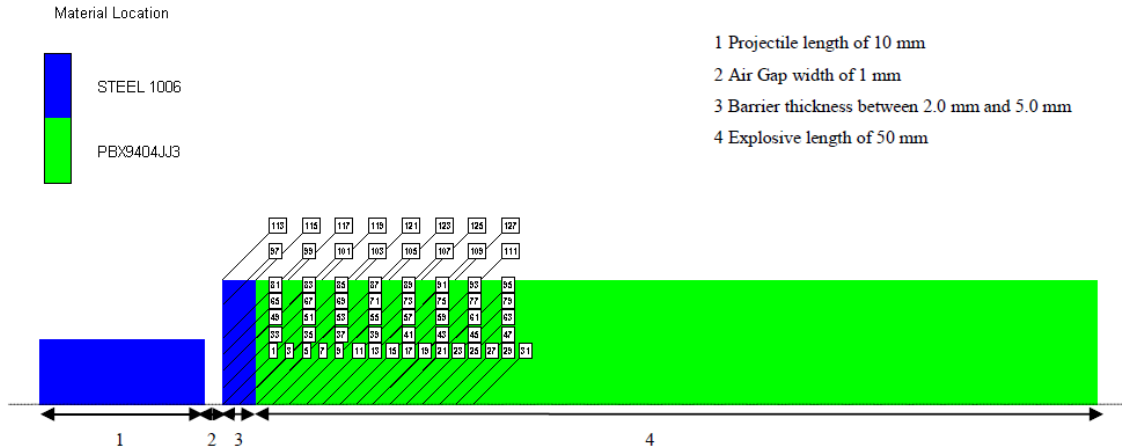 Material Location
STEEL 1006
PBX9404JJ3
1 Projectile length of 10 mm
2 Air Gap width of 1 mm
3 Barrier thickness between 2.0 mm and 5.0 mm
4 Explosive length of 50 mm
113 115 117 119 121 123 125 127
97 99 101 103 105 107 109 111
81 83 85 87 89 91 93 95
65 67 69 71 73 75 77 79
49 51 53 55 57 59 61 63
33 35 37 39 41 43 45 47
1 3 5 7 9 11 13 15 17 19 21 23 25 27 29 31
1 2 3 4